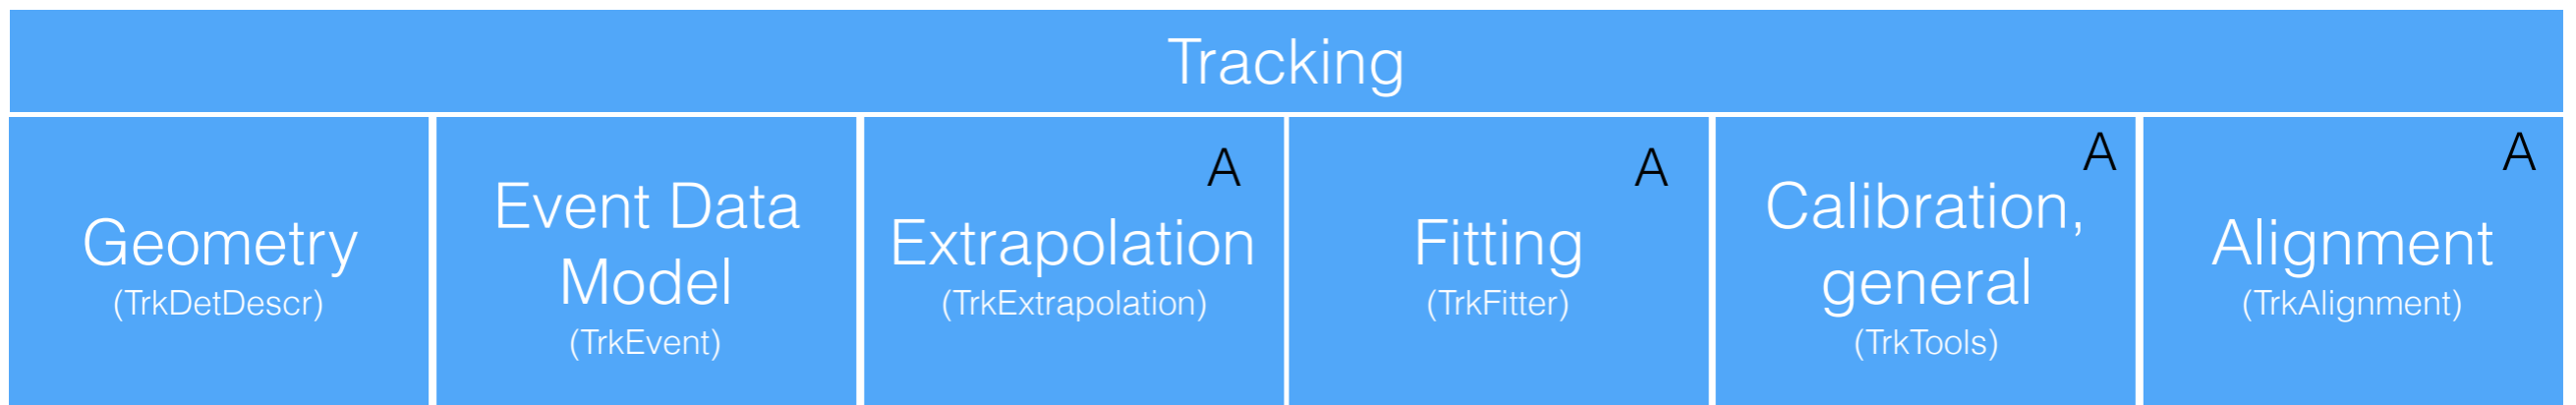 Tracking
Geometry
(TrkDetDescr)
Event Data
Model
(TrkEvent)
A
Extrapolation
(TrkExtrapolation)
A
Fitting
(TrkFitter)
A
Calibration,
general
(TrkTools)
A
Alignment
(TrkAlignment)